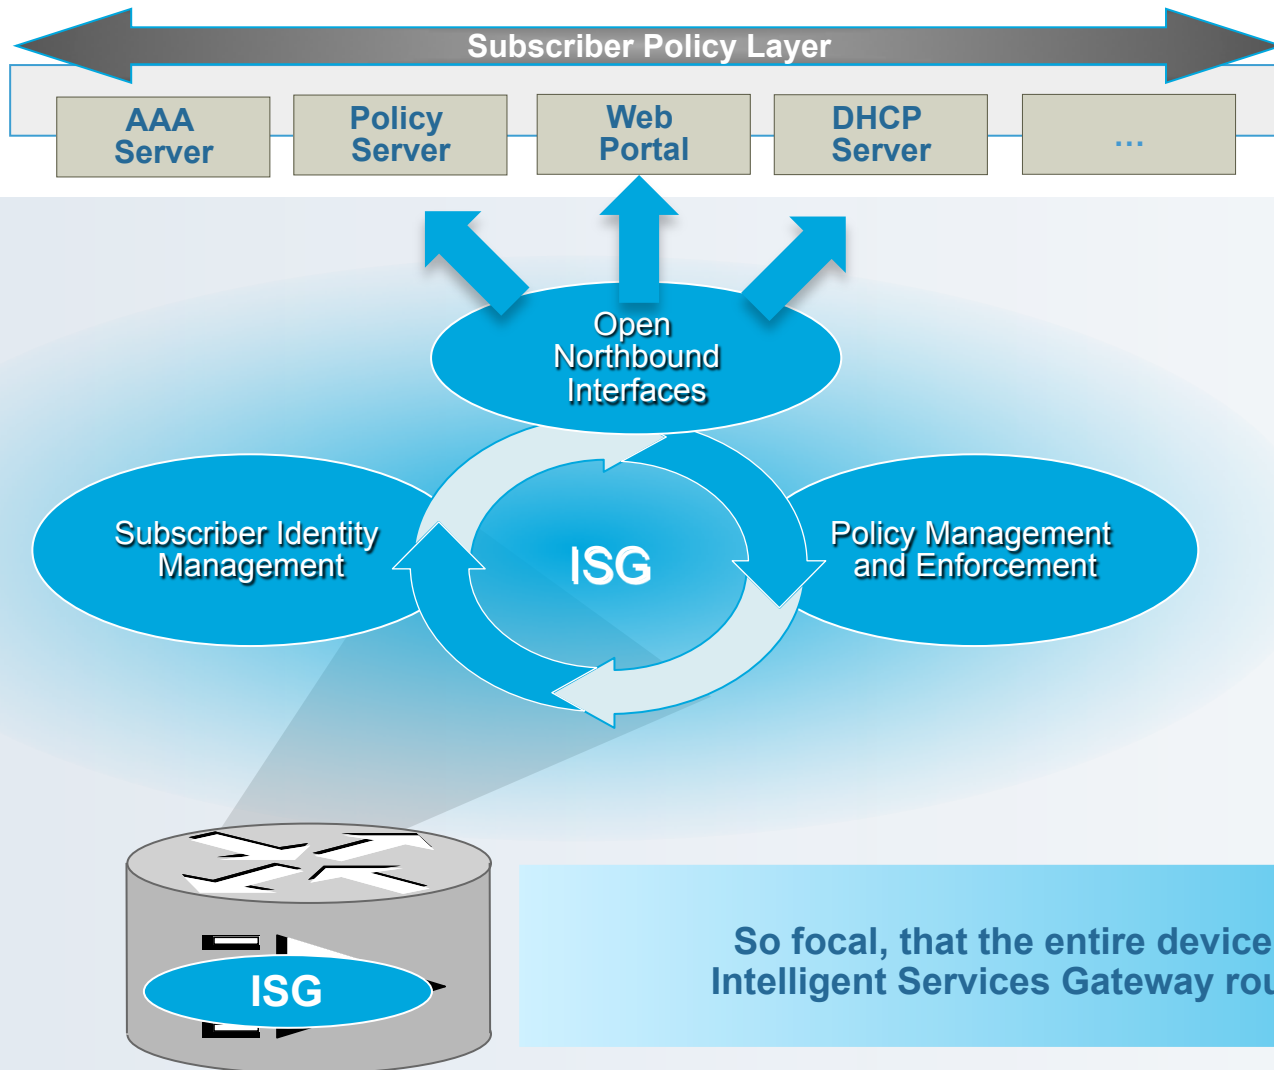 Subscriber Policy Layer
AAA
Server
Policy
Server
Web
Portal
DHCP
Server
...
Open
Northbound
Interfaces
Subscriber Identity
Management
ISG
Policy Management
and Enforcement
ISG
So focal, that the entire device
Intelligent Services Gateway rou